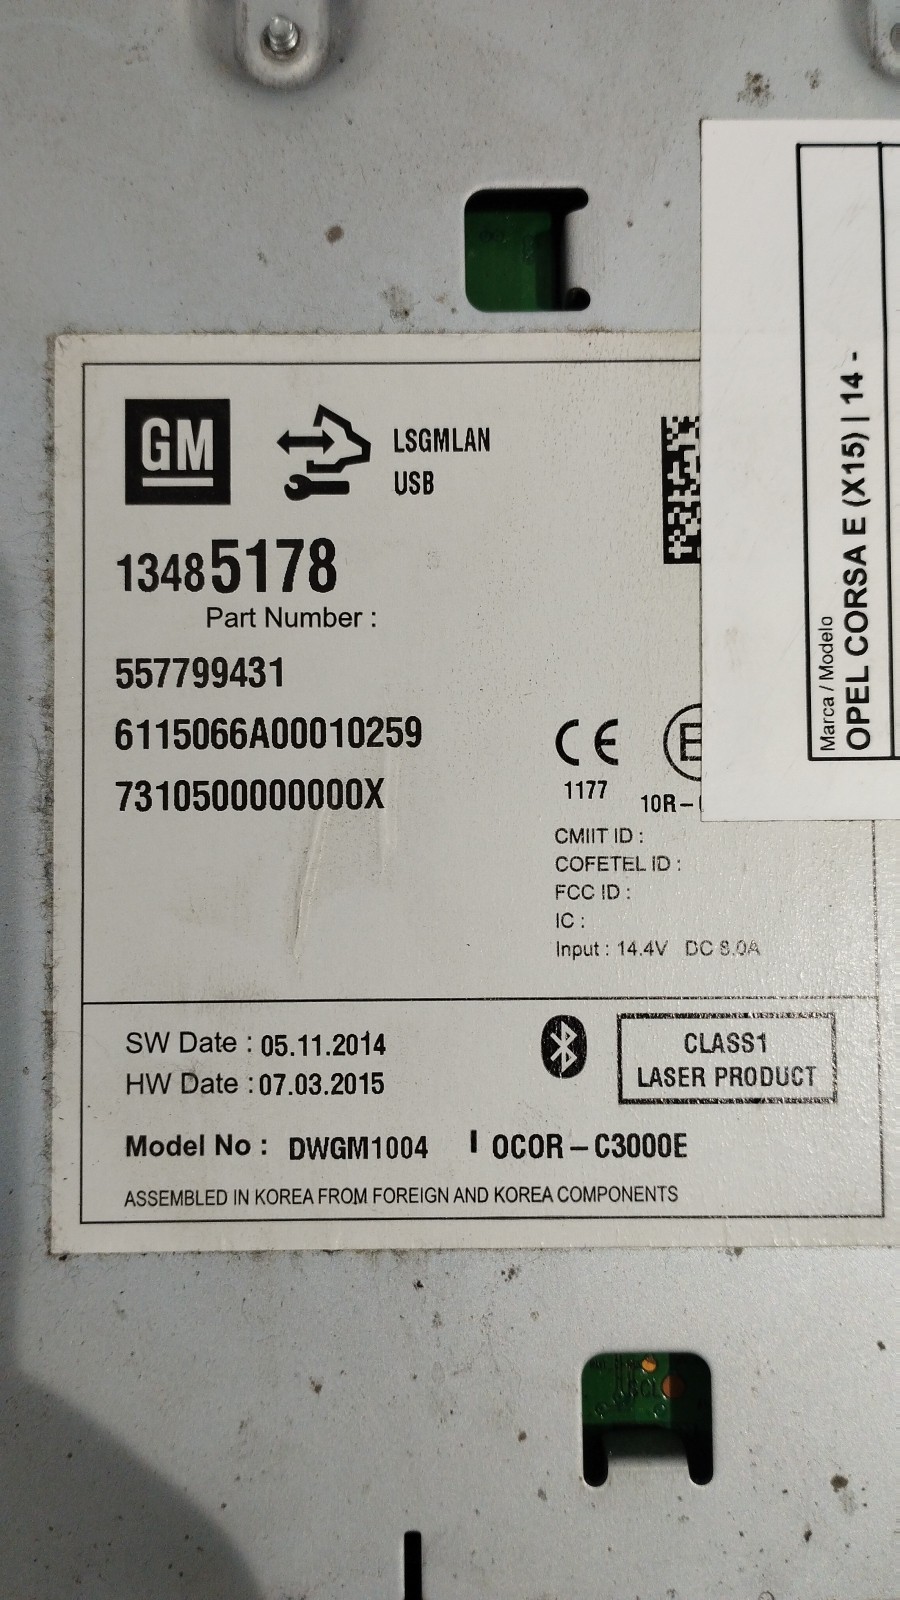 GM
LSGMLAN
USB
13485178
Part Number :
557799431
6115066A00010259
7310500000000X
CE
1177
10R-
CMIIT ID :
COFETEL ID :
FCC ID :
IC :
Input : 14.4V DC 8.0A
SW Date : 05.11.2014
HW Date : 07.03.2015
CLASS1
LASER PRODUCT
Model No : DWGM1004 I OCOR-C3000E
ASSEMBLED IN KOREA FROM FOREIGN AND KOREA COMPONENTS
Marca / Modelo
OPEL CORSA E (X15) | 14 -